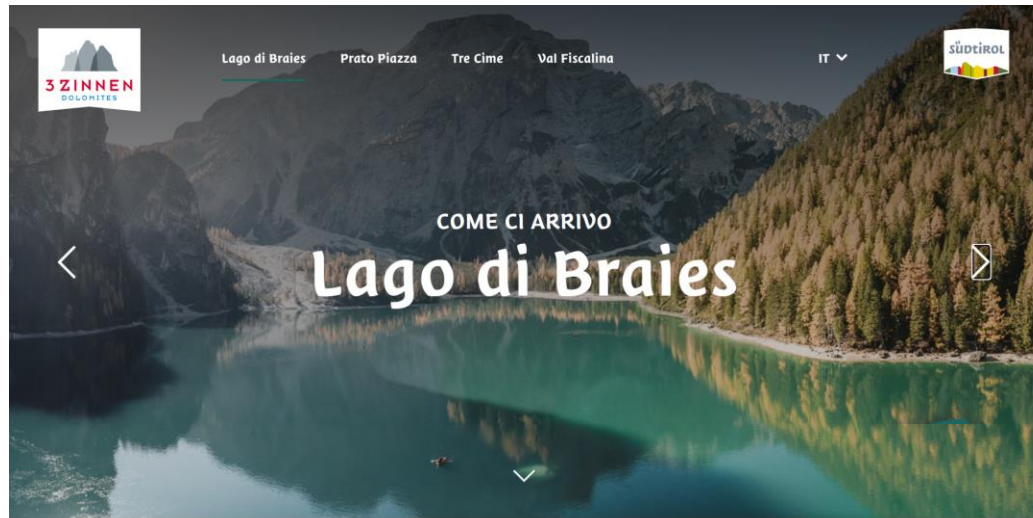 3 ZINNEN
DOLOMITES
Lago di Braies
Prato Piazza
Tre Cime
Val Fiscalina
IT
südtirol
COME CI ARRIVO
Lago di Braies